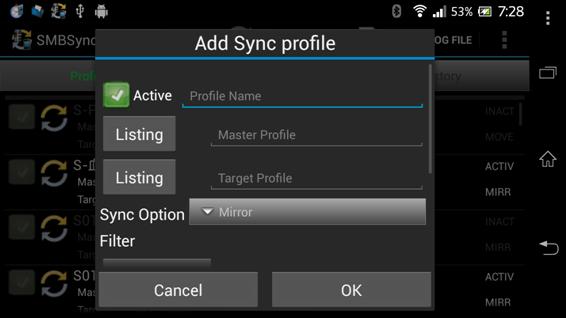 53% 7:28
SMBSync
OG FILE
Add Sync profile
Prof
story
Active
Profile Name
Listing
Master Profile
Listing
Target Profile
Sync Option
Mirror
Filter
Cancel
OK
S-F
INACT
Mas
MOVE
Targ
S-
ACTIV
Mas
MIRR
Targ
S01
INACT
Mas
MIRR
Targ
S01
ACTIV
Mas
MIRR